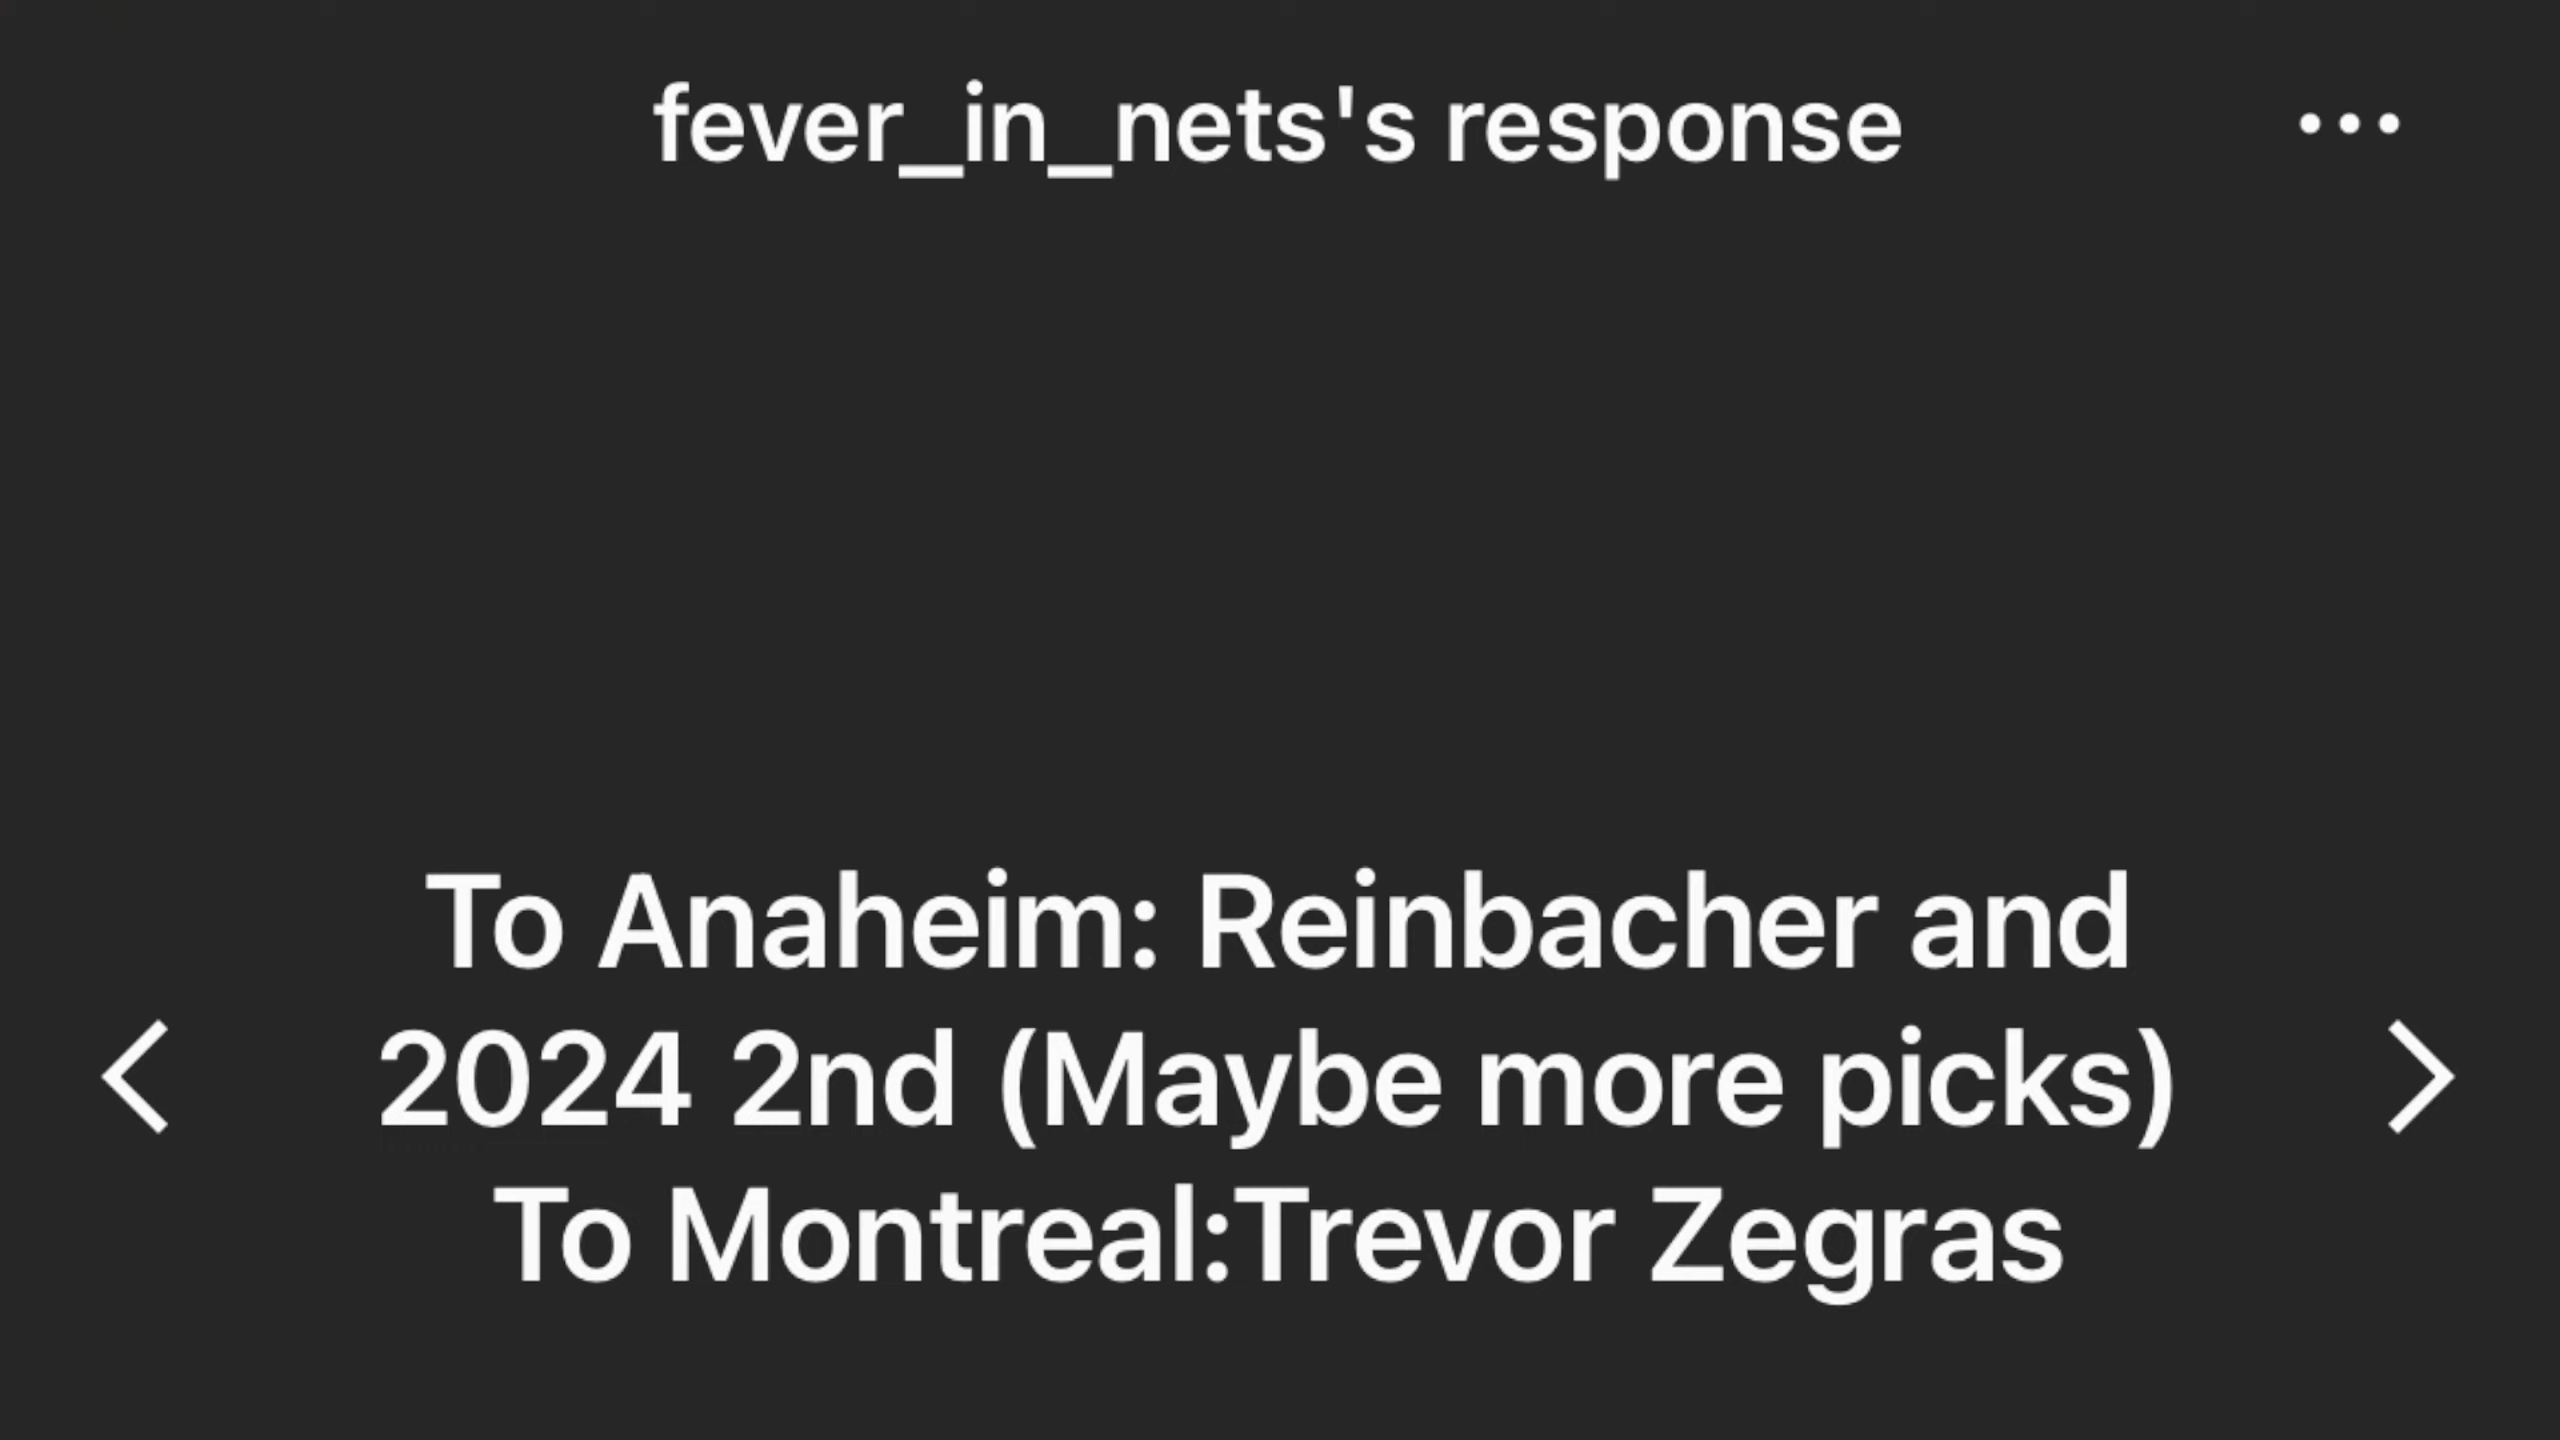 fever_in_nets's response
To Anaheim: Reinbacher and
2024 2nd (Maybe more picks)
To Montreal:Trevor Zegras